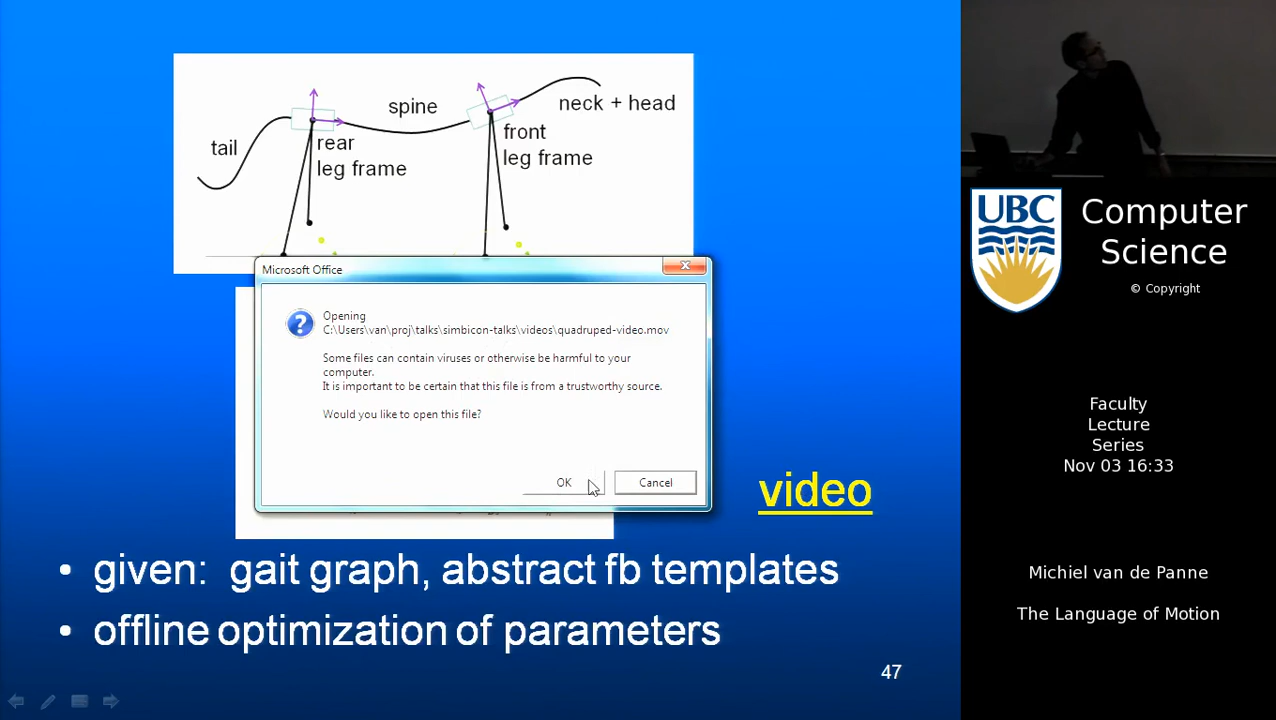 spine
neck + head
tail
rear
leg frame
front
leg frame
Microsoft Office
Opening
C:\Users\van\proj\talks\simbicon-talks\videos\quadruped-video.mov
Some files can contain viruses or otherwise be harmful to your
computer.
It is important to be certain that this file is from a trustworthy source.
Would you like to open this file?
OK
Cancel
video
• given: gait graph, abstract fb templates
• offline optimization of parameters
47
UBC
Computer
Science
© Copyright
Faculty
Lecture
Series
Nov 03 16:33
Michiel van de Panne
The Language of Motion